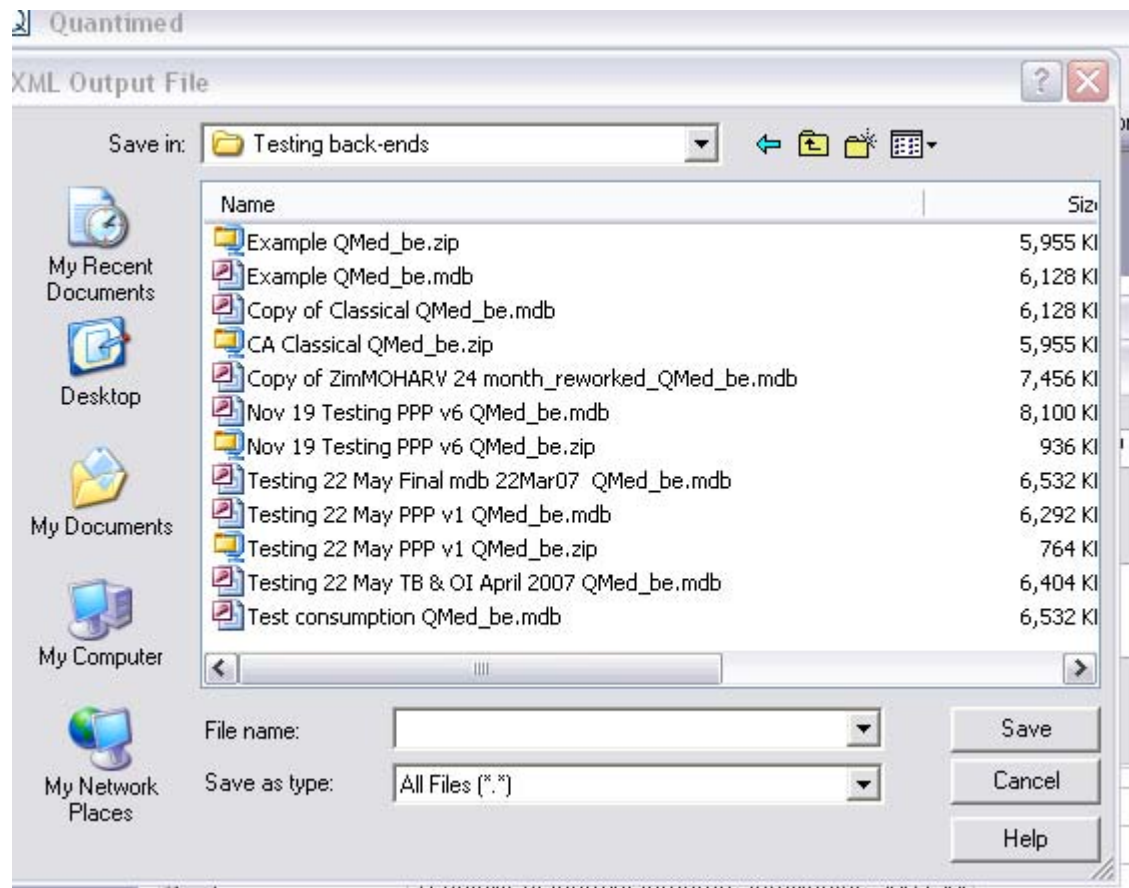 Quantimed
XML Output File
Save in: Testing back-ends
Name Size
Example QMed_be.zip 5,955 KI
Example QMed_be.mdb 6,128 KI
Copy of Classical QMed_be.mdb 6,128 KI
CA Classical QMed_be.zip 5,955 KI
Copy of ZimMOHARV 24 month_reworked_QMed_be.mdb 7,456 KI
Nov 19 Testing PPP v6 QMed_be.mdb 8,100 KI
Nov 19 Testing PPP v6 QMed_be.zip 936 KI
Testing 22 May Final mdb 22Mar07 QMed_be.mdb 6,532 KI
Testing 22 May PPP v1 QMed_be.mdb 6,292 KI
Testing 22 May PPP v1 QMed_be.zip 764 KI
Testing 22 May TB & OI April 2007 QMed_be.mdb 6,404 KI
Test consumption QMed_be.mdb 6,532 KI
My Recent
Documents
Desktop
My Documents
My Computer
My Network
Places
File name:
Save as type: All Files (*.*)
Save
Cancel
Help